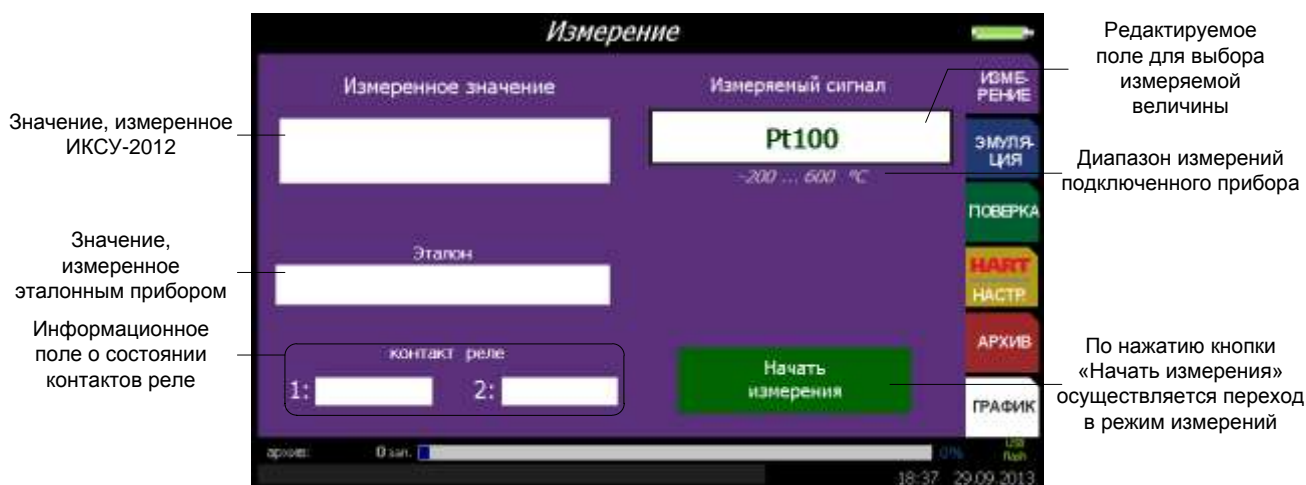 Измерение
Измеренное значение
Измеряемый сигнал
Pt100
-200 ... 600 °C
Эталон
контакт реле
1:
2:
Начать
измерения
ИЗМЕ-
РЕНИЕ
ЭМУЛЯ-
ЦИЯ
ПОВЕРКА
HART
НАСТР.
АРХИВ
ГРАФИК
архив:
0 зап.
0%
USB
flash
18:37 29.09.2013
Значение, измеренное
ИКСУ-2012
Значение,
измеренное
эталонным прибором
Информационное
поле о состоянии
контактов реле
Редактируемое
поле для выбора
измеряемой
величины
Диапазон измерений
подключенного прибора
По нажатию кнопки
«Начать измерения»
осуществляется переход
в режим измерений